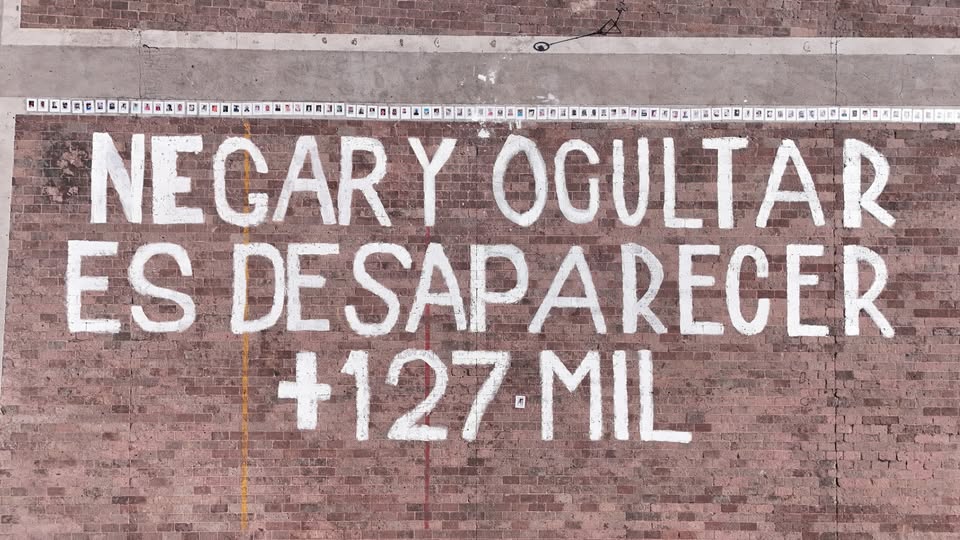 NEGAR Y OCULTAR
ES DESAPARECER
+127 MIL